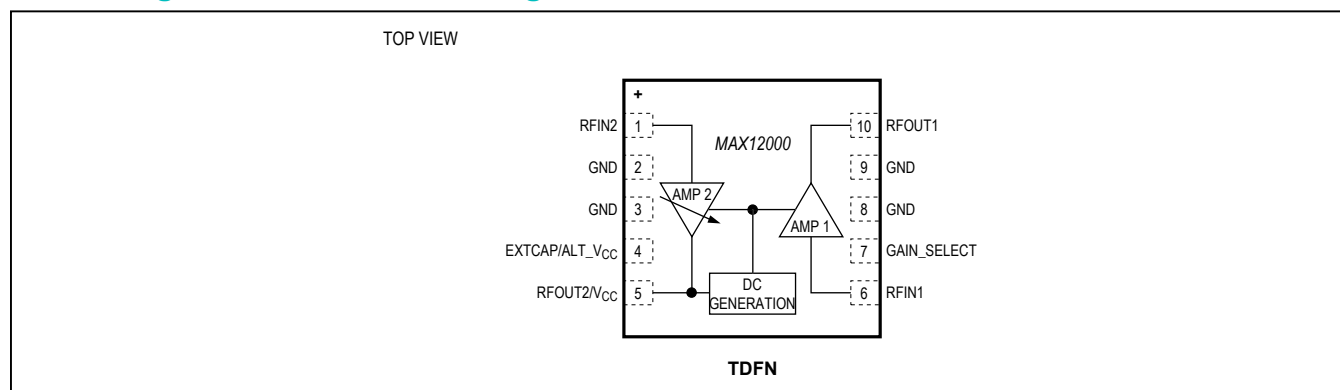 TOP VIEW
+
RFIN2 1
MAX12000
10 RFOUT1
GND 2
9 GND
AMP 2
GND 3
8 GND
AMP 1
EXTCAP/ALT_VCC 4
7 GAIN_SELECT
DC
GENERATION
RFOUT2/VCC 5
6 RFIN1
TDFN